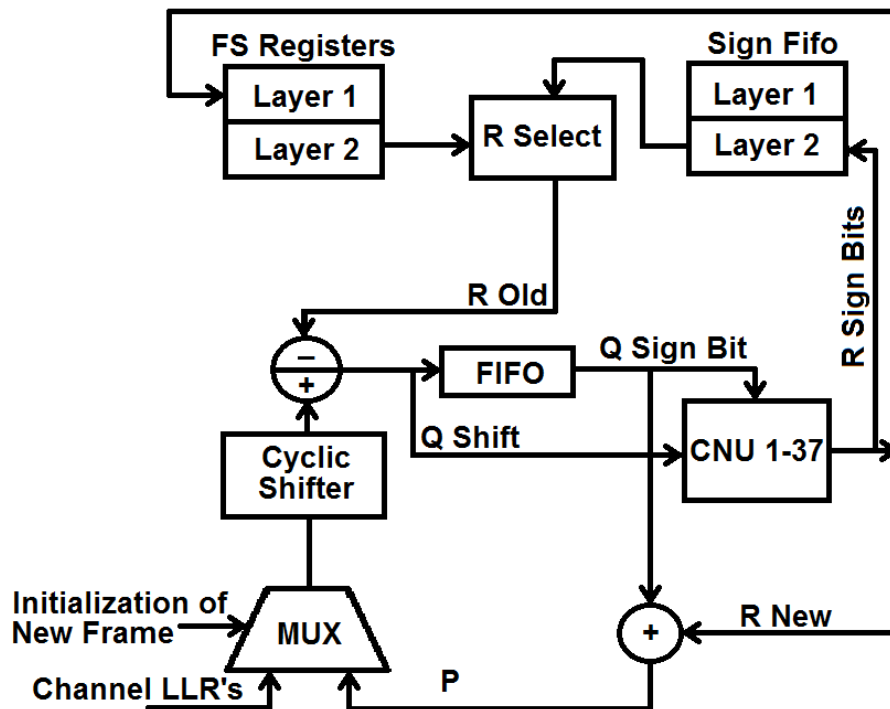 FS Registers
Layer 1
Layer 2
R Select
Sign Fifo
Layer 1
Layer 2
R Sign Bits
R Old
−
+
FIFO
Q Sign Bit
Q Shift
CNU 1-37
Cyclic
Shifter
Initialization of
New Frame
MUX
Channel LLR's
P
+
R New